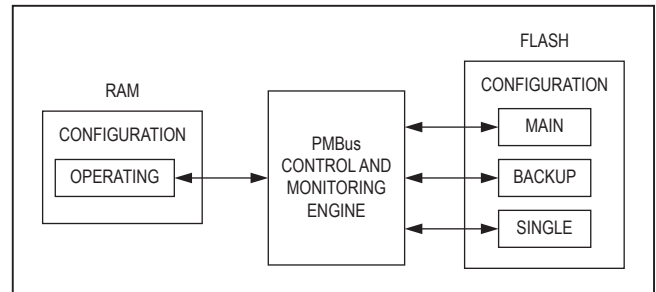 RAM
CONFIGURATION
OPERATING
PMBus
CONTROL AND
MONITORING
ENGINE
FLASH
CONFIGURATION
MAIN
BACKUP
SINGLE